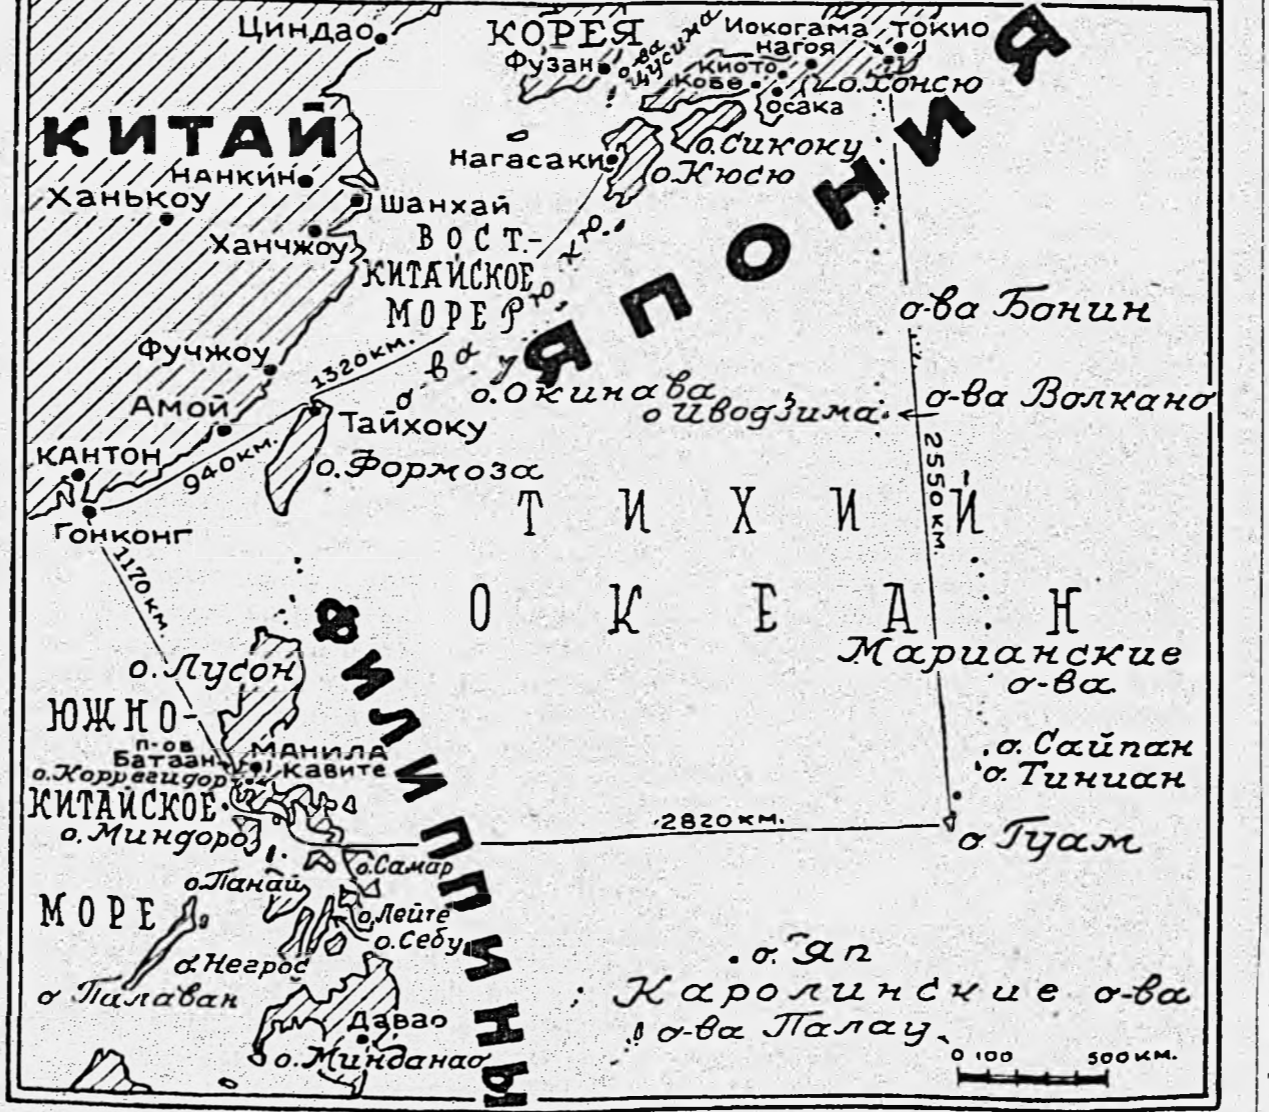 Циндао
КОРЕЯ
Фузан
о-ва
Цусима
Иокогама
ТОКИО
Нагоя
Киото
Кобе
Осака
о. Хонсю
ЯПОНИЯ
КИТАЙ
Нанкин
Ханькоу
Шанхай
Ханчжоу
Нагасаки
о. Сикоку
о. Кюсю
ВОСТ.-
КИТАЙСКОЕ
МОРЕ
о-ва Рюкю
о-ва Бонин
Фучжоу
1320 км.
о. Окинава
о Иводзима
о-ва Волкано
Амой
Тайхоку
КАНТОН
940 км.
о. Формоза
2550 км.
Гонконг
1170 км.
ТИХИЙ
ОКЕАН
ФИЛИППИНЫ
Марианские
о-ва.
о. Лусон
ЮЖНО-
КИТАЙСКОЕ
МОРЕ
п-ов
Батаан
МАНИЛА
Кавите
о. Коррегидор
о. Сайпан
о. Тиниан
2820 км.
о Гуам
о. Миндоро
о. Самар
о. Панай
о. Лейте
о. Себу
о. Негрос
о Палаван
о. Яп
Каролинские о-ва
о-ва Палау
Давао
о. Минданао
0 100 500 км.